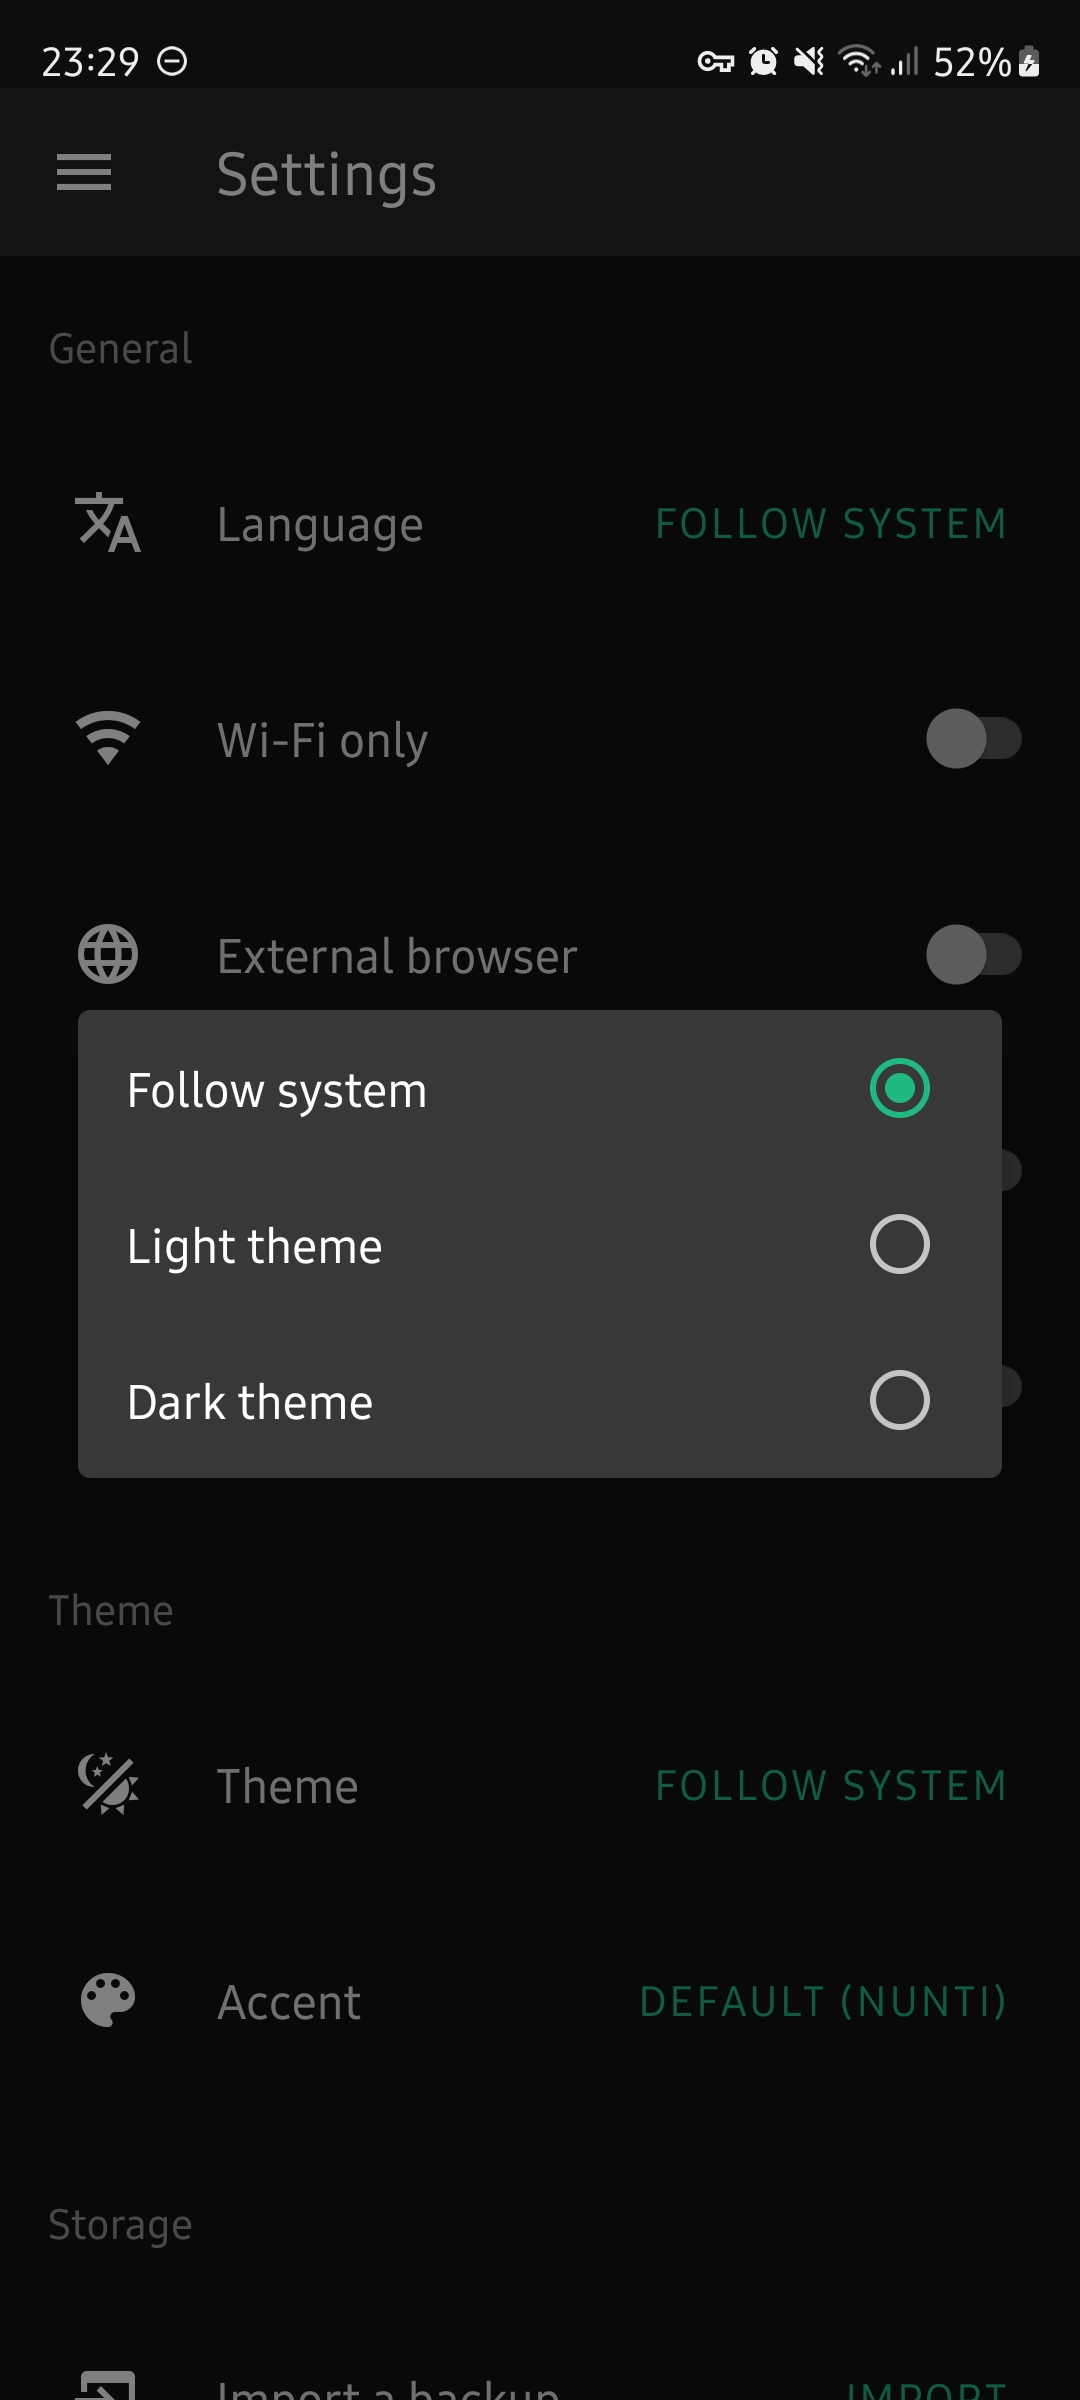 23:29 52%
Settings
General
Language FOLLOW SYSTEM
Wi-Fi only
External browser
Follow system
Light theme
Dark theme
Theme
Theme FOLLOW SYSTEM
Accent DEFAULT (NUNTI)
Storage
Import a backup IMPORT